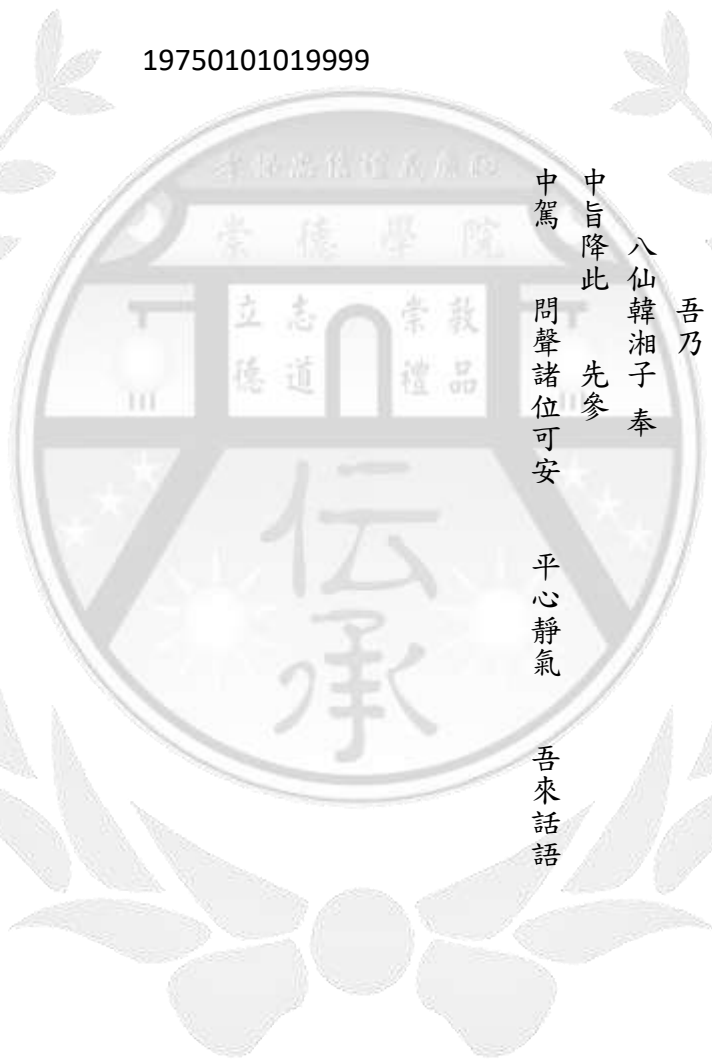 19750101019999
吾乃
八仙韓湘子 奉
中旨降此 先參
中駕 問聲諸位可安 平心靜氣 吾來話語
崇德學院
立志崇敦
德道禮品
伝承